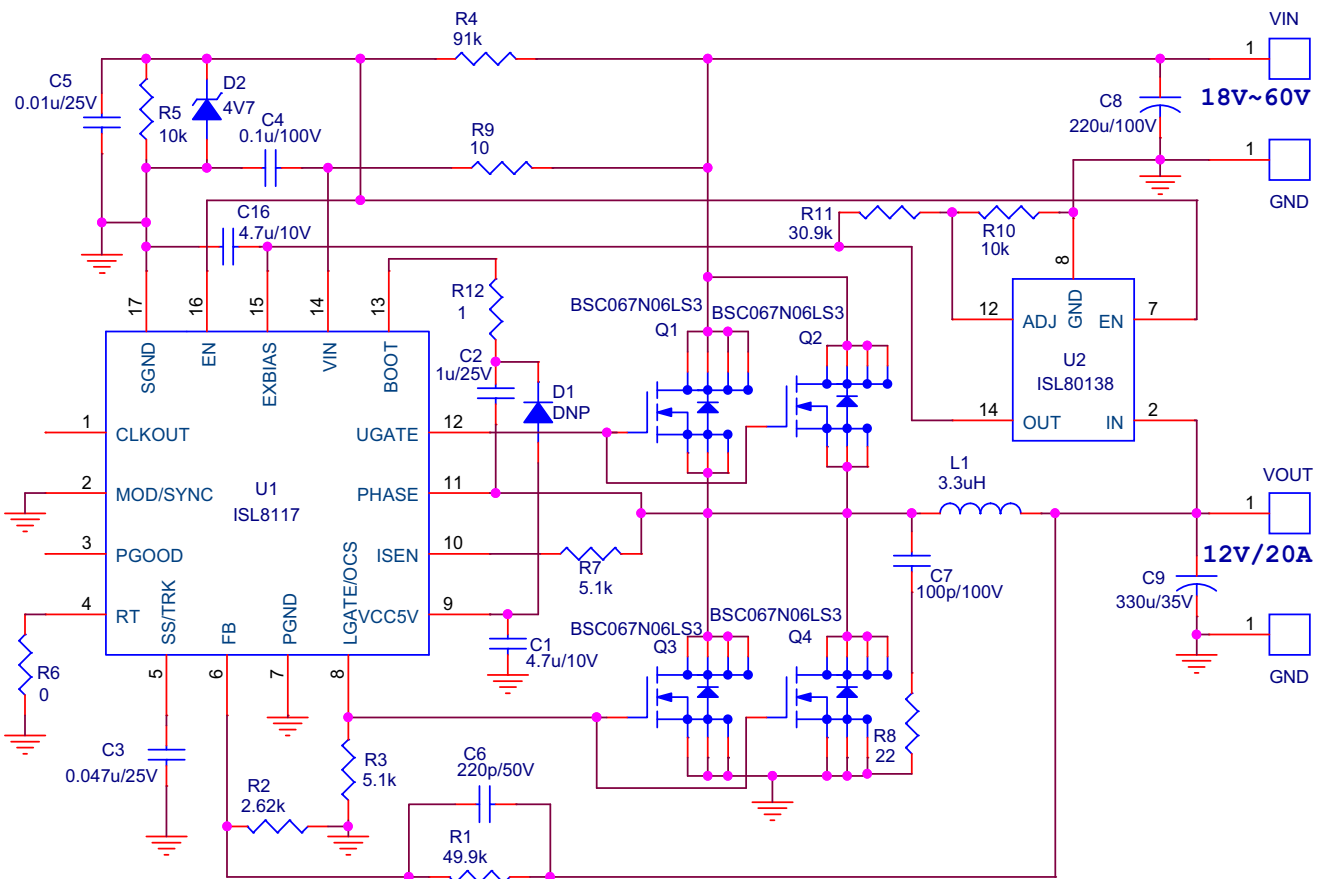 R4
91k
VIN
1
18V~60V
C5
0.01u/25V
R5
10k
D2
4V7
C4
0.1u/100V
R9
10
C8
220u/100V
1
GND
C16
4.7u/10V
R11
30.9k
R10
10k
17
16
15
14
13
SGND
EN
EXBIAS
VIN
BOOT
R12
1
C2
1u/25V
D1
DNP
BSC067N06LS3
Q1
BSC067N06LS3
Q2
8
GND
12
ADJ
EN
7
U2
ISL80138
14
OUT
IN
2
1
CLKOUT
UGATE
12
2
MOD/SYNC
PHASE
11
U1
ISL8117
3
PGOOD
ISEN
10
4
RT
VCC5V
9
SS/TRK
FB
PGND
LGATE/OCS
5
6
7
8
L1
3.3uH
VOUT
1
12V/20A
R7
5.1k
C7
100p/100V
C9
330u/35V
1
GND
C1
4.7u/10V
BSC067N06LS3
Q3
BSC067N06LS3
Q4
R6
0
R8
22
C3
0.047u/25V
R2
2.62k
R3
5.1k
C6
220p/50V
R1
49.9k